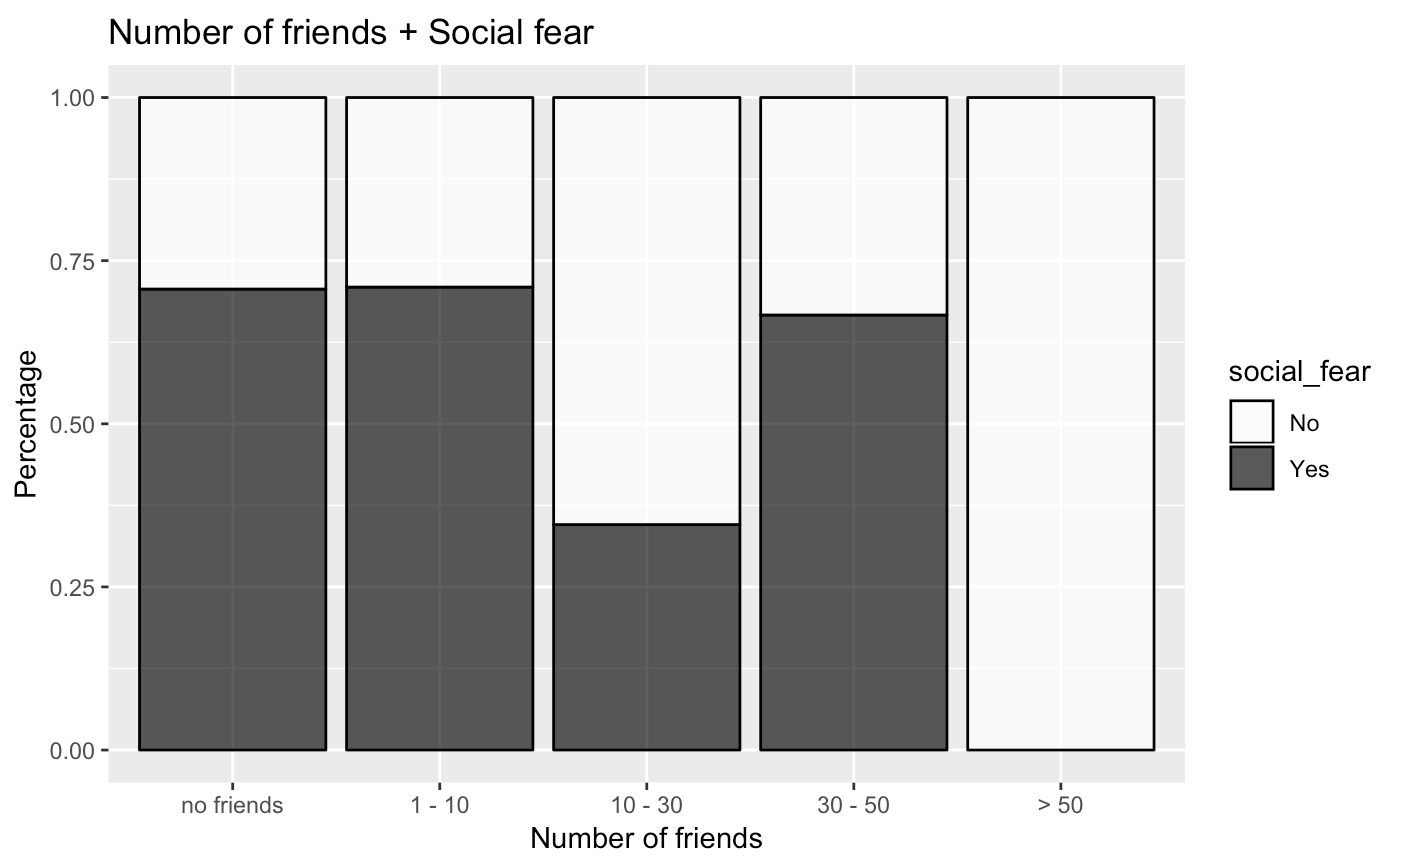 Number of friends + Social fear
1.00
0.75
0.50
0.25
0.00
Percentage
no friends
1 - 10
10 - 30
30 - 50
> 50
Number of friends
social_fear
No
Yes